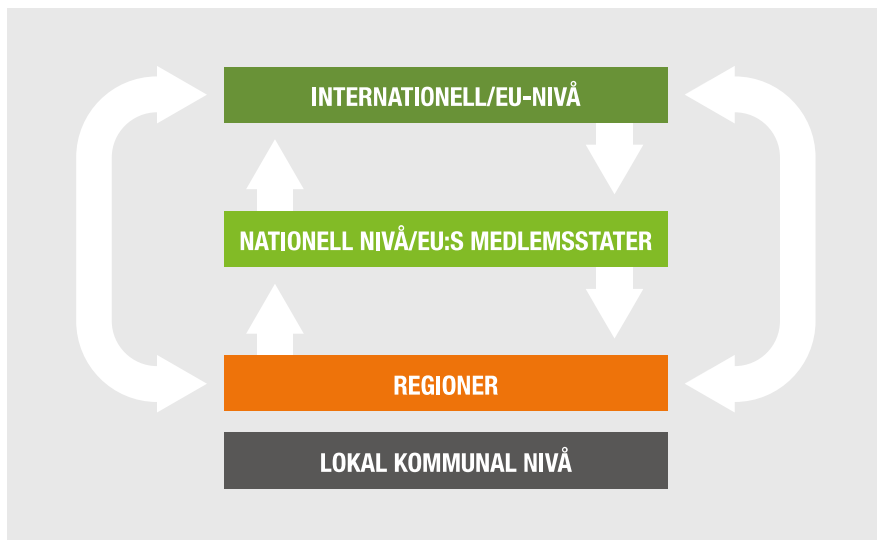 INTERNATIONELL/EU-NIVÅ
NATIONELL NIVÅ/EU:S MEDLEMSSTATER
REGIONER
LOKAL KOMMUNAL NIVÅ